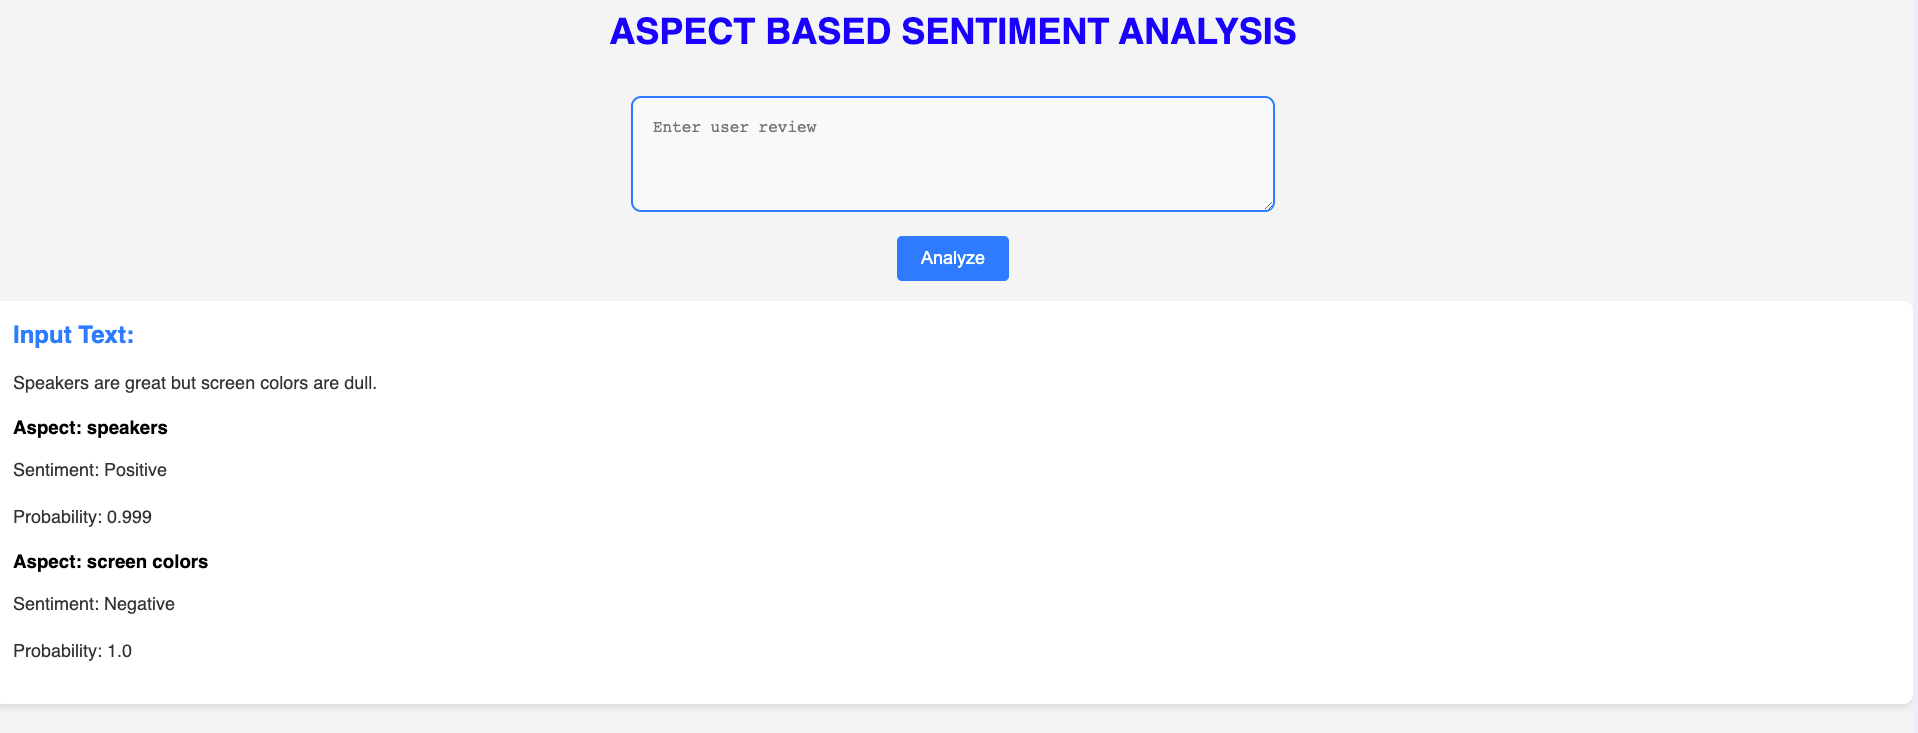 ASPECT BASED SENTIMENT ANALYSIS
Enter user review
Analyze
Input Text:
Speakers are great but screen colors are dull.
Aspect: speakers
Sentiment: Positive
Probability: 0.999
Aspect: screen colors
Sentiment: Negative
Probability: 1.0